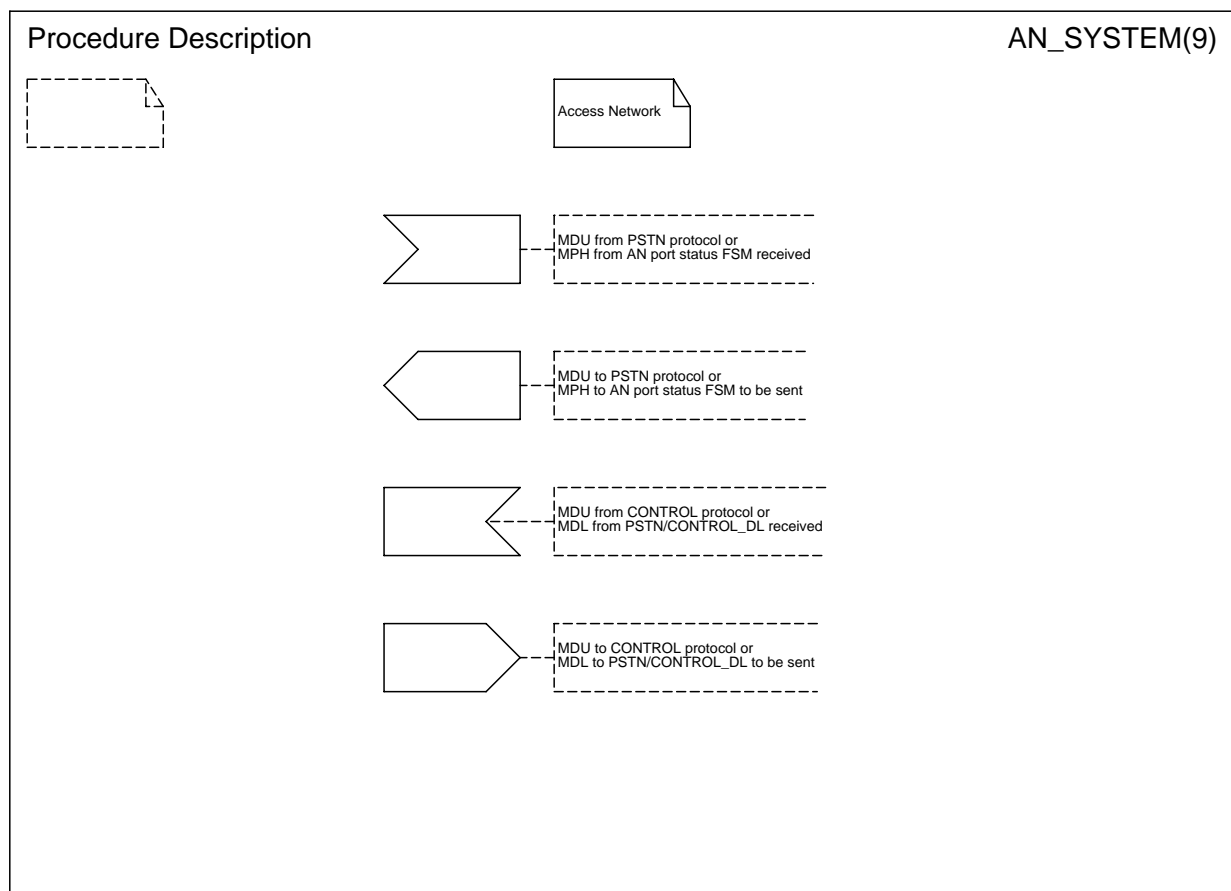 Procedure Description
AN_SYSTEM(9)
Access Network
MDU from PSTN protocol or
MPH from AN port status FSM received
MDU to PSTN protocol or
MPH to AN port status FSM to be sent
MDU from CONTROL protocol or
MDL from PSTN/CONTROL_DL received
MDU to CONTROL protocol or
MDL to PSTN/CONTROL_DL to be sent